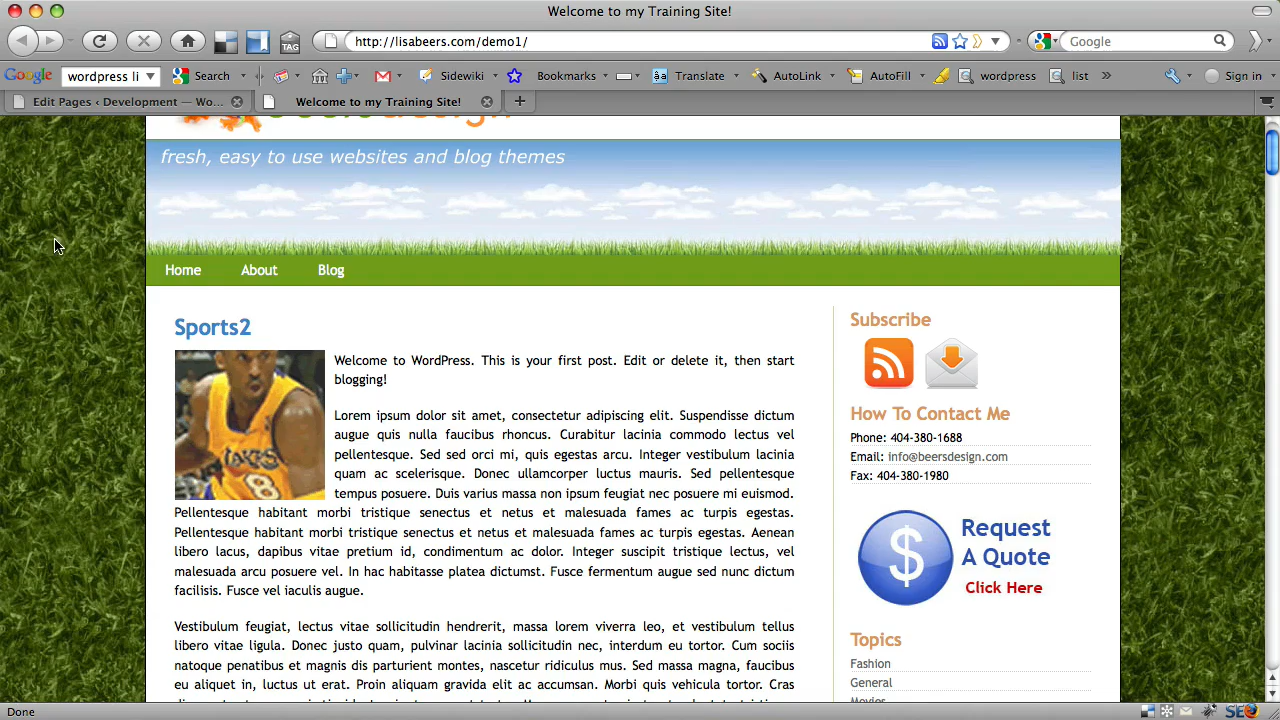 Welcome to my Training Site!
TAG
http://lisabeers.com/demo1/
Google
Google
wordpress li
Search
Sidewiki
Bookmarks
Translate
AutoLink
AutoFill
wordpress
list
»
Sign in
Edit Pages ‹ Development — Wo...
Welcome to my Training Site!
fresh, easy to use websites and blog themes
Home
About
Blog
Sports2
Welcome to WordPress. This is your first post. Edit or delete it, then start
blogging!
Lorem ipsum dolor sit amet, consectetur adipiscing elit. Suspendisse dictum
augue quis nulla faucibus rhoncus. Curabitur lacinia commodo lectus vel
pellentesque. Sed sed orci mi, quis egestas arcu. Integer vestibulum lacinia
quam ac scelerisque. Donec ullamcorper luctus mauris. Sed pellentesque
tempus posuere. Duis varius massa non ipsum feugiat nec posuere mi euismod.
Pellentesque habitant morbi tristique senectus et netus et malesuada fames ac turpis egestas.
Pellentesque habitant morbi tristique senectus et netus et malesuada fames ac turpis egestas. Aenean
libero lacus, dapibus vitae pretium id, condimentum ac dolor. Integer suscipit tristique lectus, vel
malesuada arcu posuere vel. In hac habitasse platea dictumst. Fusce fermentum augue sed nunc dictum
facilisis. Fusce vel iaculis augue.
Vestibulum feugiat, lectus vitae sollicitudin hendrerit, massa lorem viverra leo, et vestibulum tellus
libero vitae ligula. Donec justo quam, pulvinar lacinia sollicitudin nec, interdum eu tortor. Cum sociis
natoque penatibus et magnis dis parturient montes, nascetur ridiculus mus. Sed massa magna, faucibus
eu aliquet in, luctus ut erat. Proin aliquam gravida elit ac accumsan. Morbi quis vehicula tortor. Cras
LAKERS
8
Subscribe
How To Contact Me
Phone: 404-380-1688
Email: info@beersdesign.com
Fax: 404-380-1980
$
Request
A Quote
Click Here
Topics
Fashion
General
Movies
Done
SEO